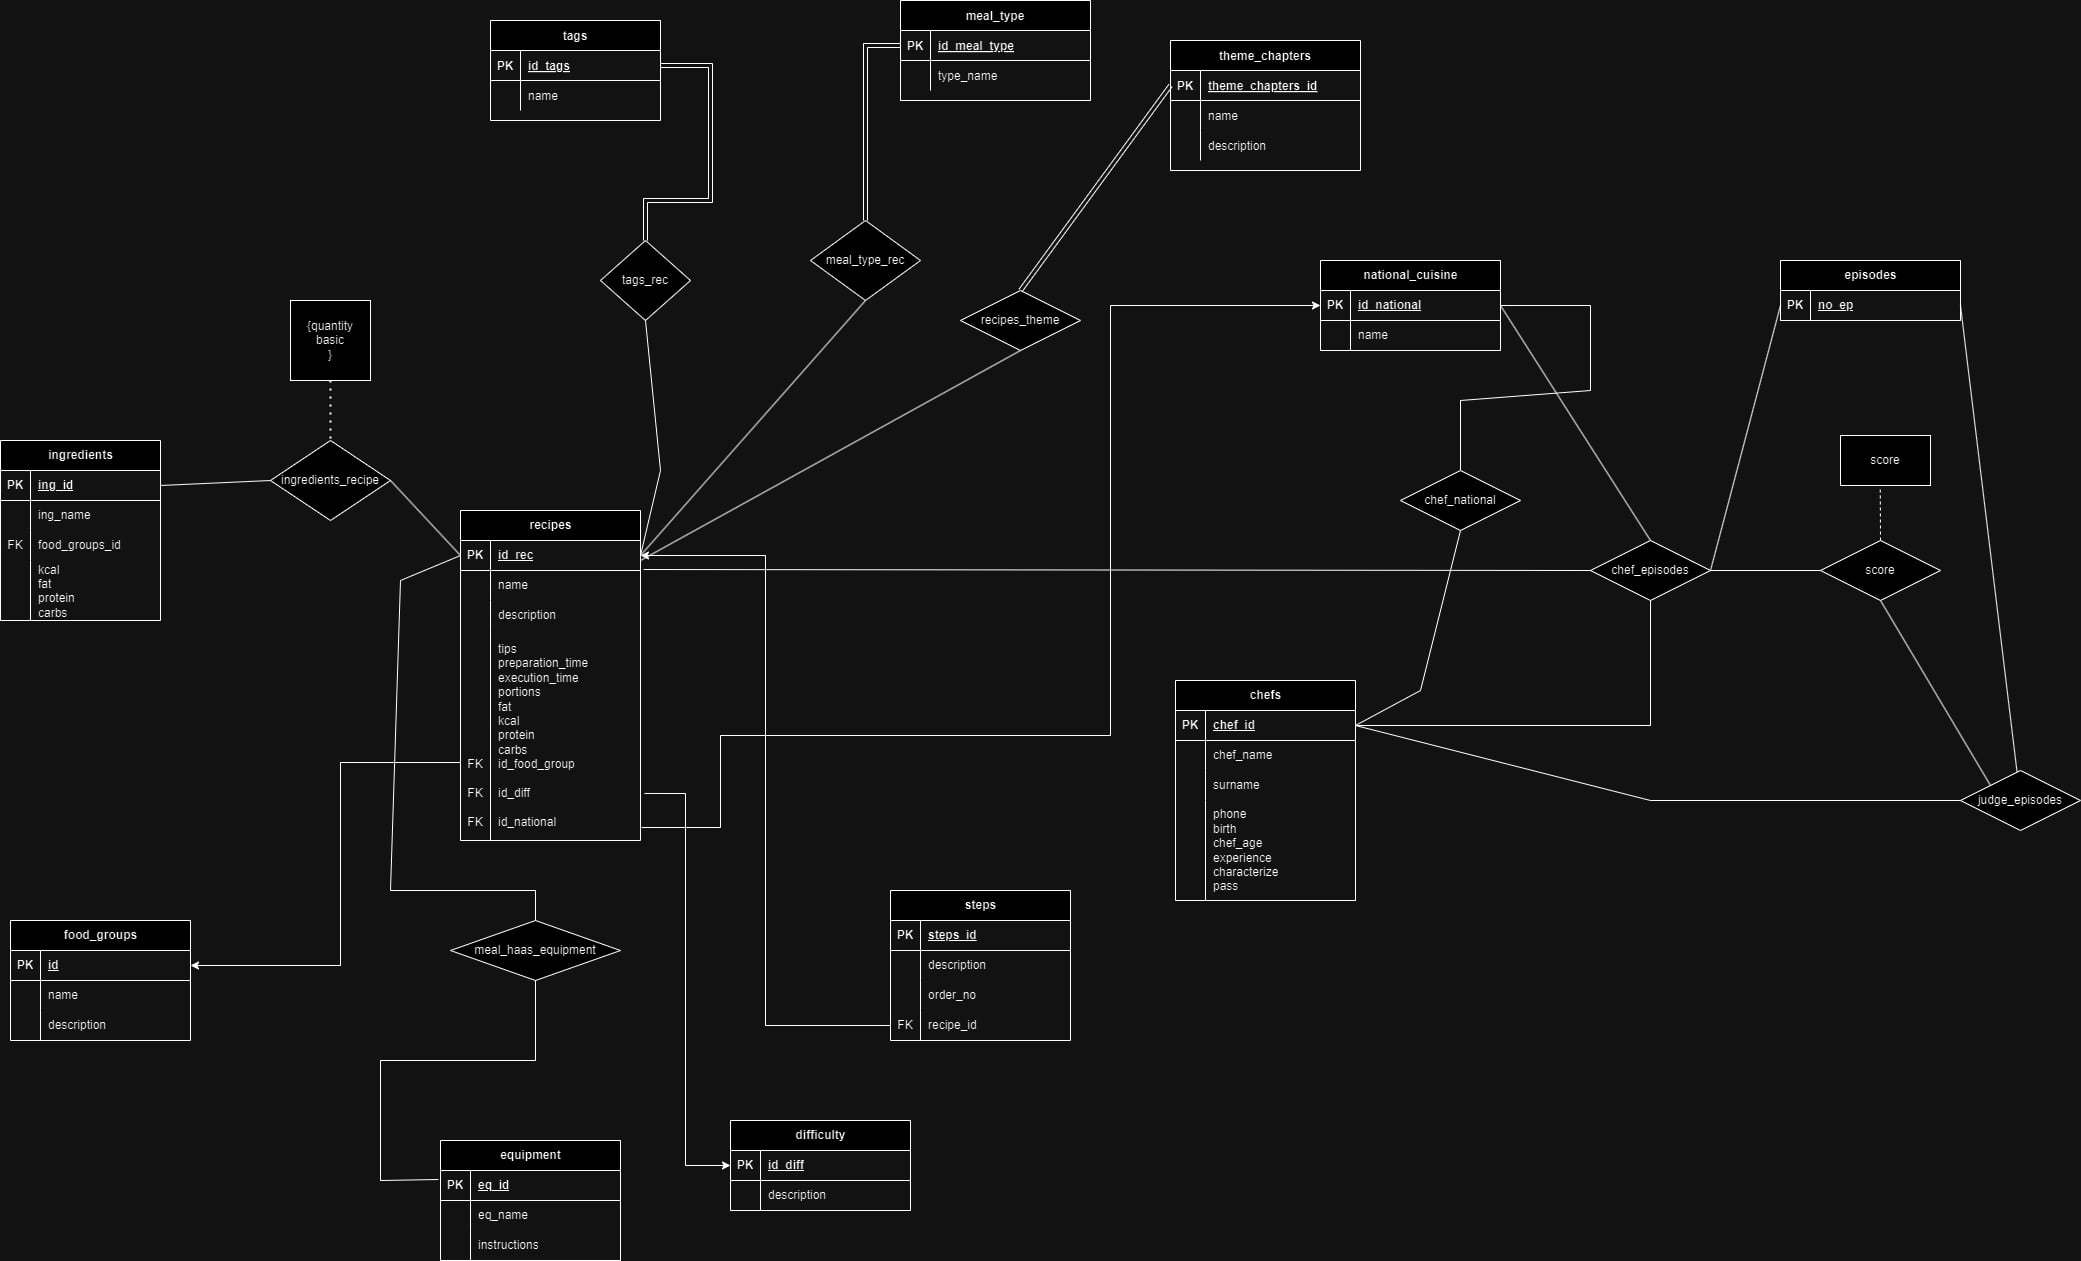 tags
PK id_tags
name
meal_type
PK id_meal_type
type_name
theme_chapters
PK theme_chapters_id
name
description
tags_rec
meal_type_rec
recipes_theme
national_cuisine
PK id_national
name
episodes
PK no_ep
{quantity
basic
}
ingredients_recipe
ingredients
PK ing_id
ing_name
FK food_groups_id
kcal
fat
protein
carbs
recipes
PK id_rec
name
description
tips
preparation_time
execution_time
portions
fat
kcal
protein
carbs
FK id_food_group
FK id_diff
FK id_national
chef_national
score
chef_episodes
score
chefs
PK chef_id
chef_name
surname
phone
birth
chef_age
experience
characterize
pass
judge_episodes
food_groups
PK id
name
description
meal_haas_equipment
steps
PK steps_id
description
order_no
FK recipe_id
equipment
PK eq_id
eq_name
instructions
difficulty
PK id_diff
description